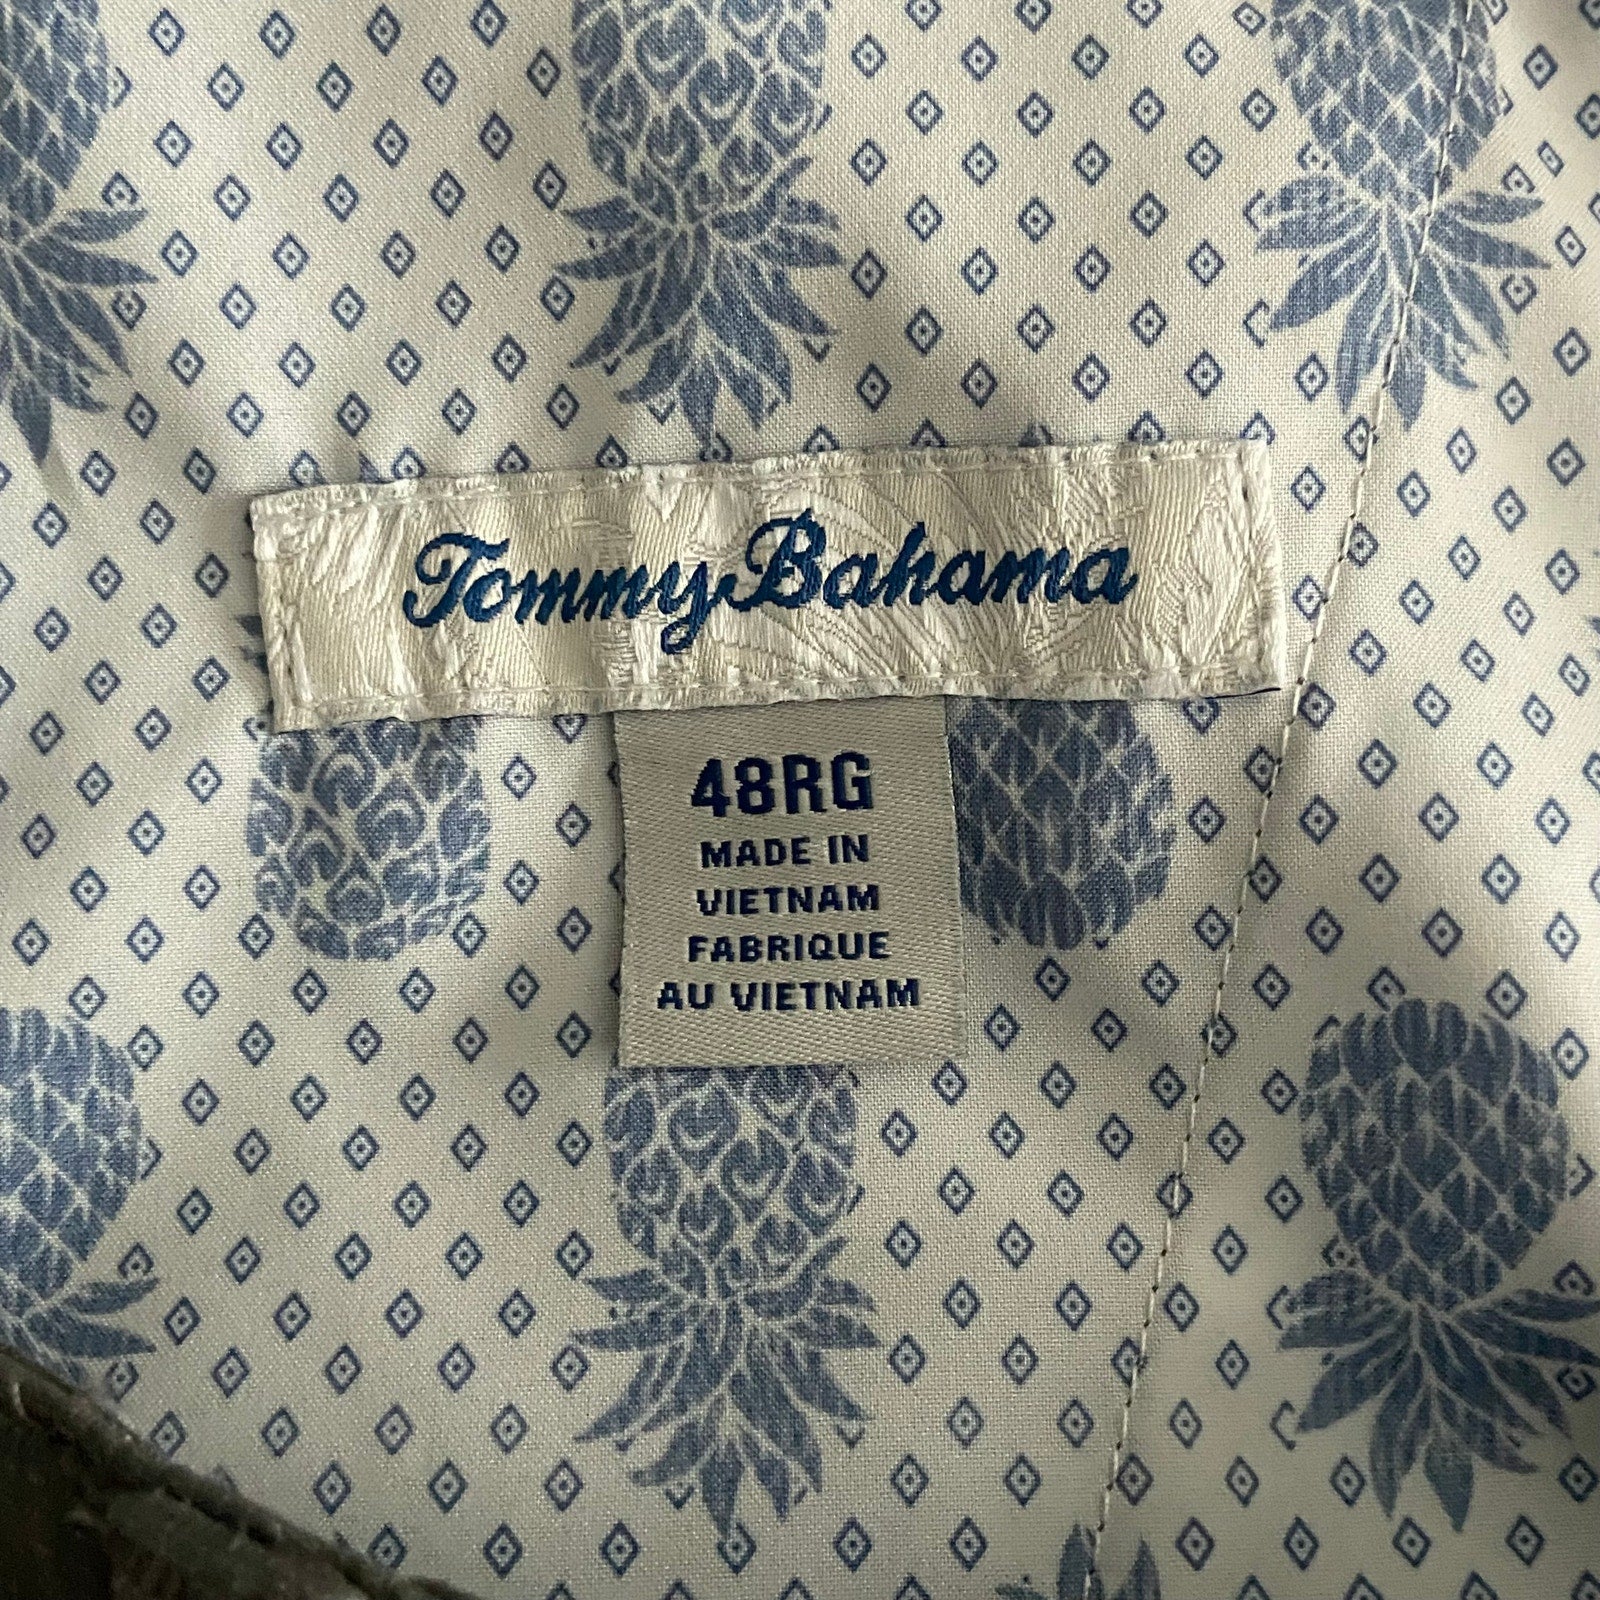 Tommy Bahama
48RG
MADE IN
VIETNAM
FABRIQUE
AU VIETNAM